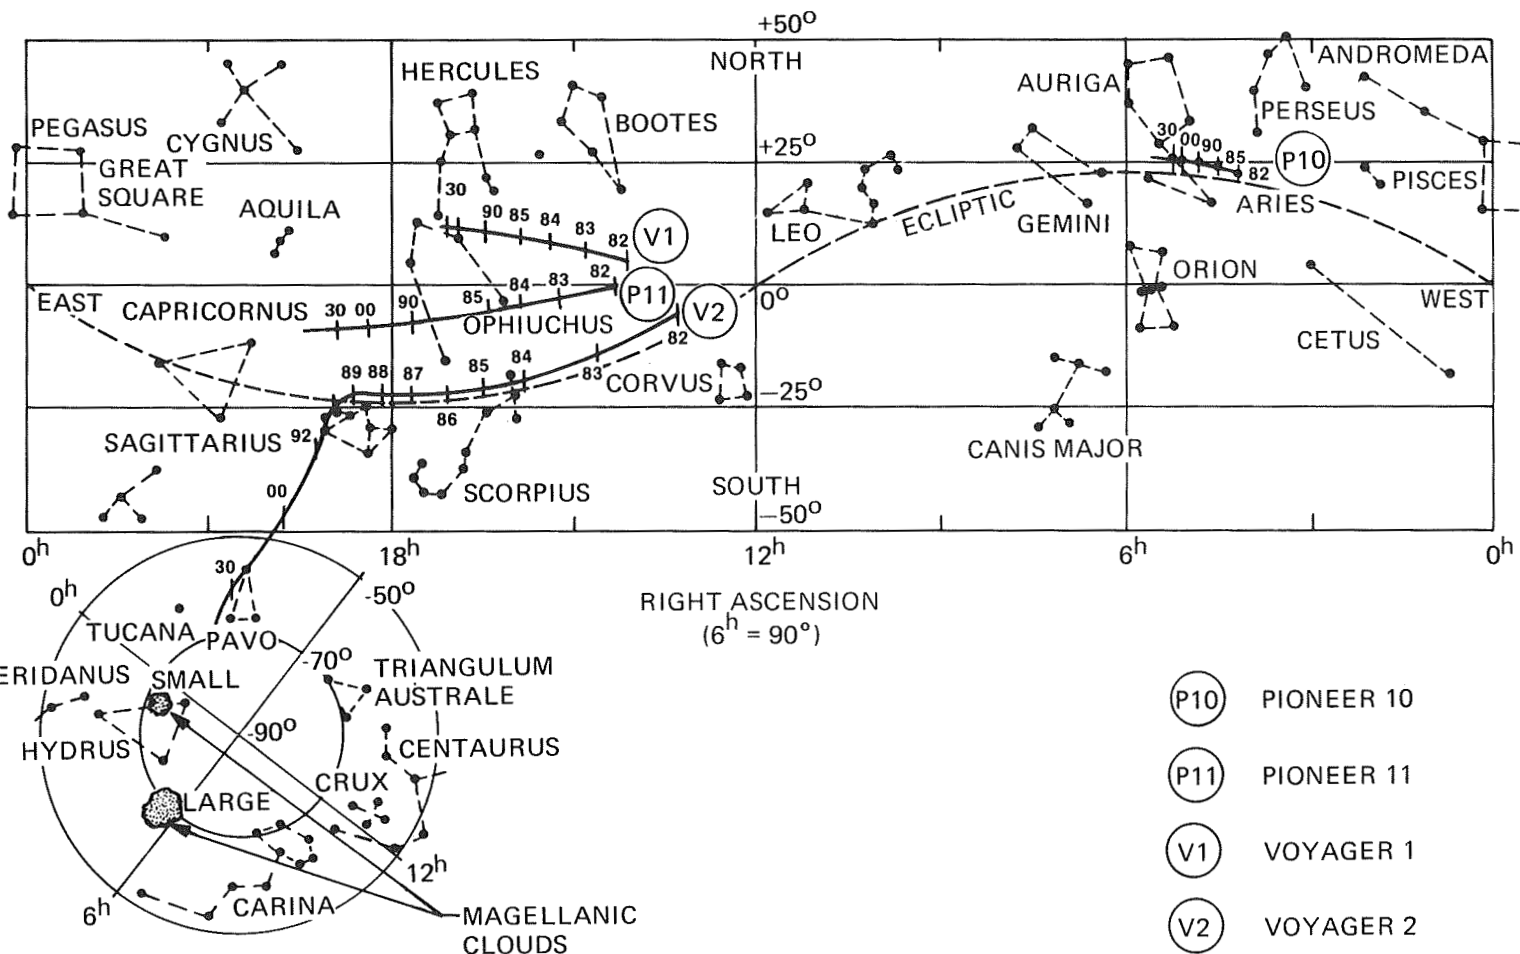 +50°
NORTH
HERCULES
ANDROMEDA
AURIGA
PERSEUS
BOOTES
PEGASUS
CYGNUS
GREAT
SQUARE
+25°
30 00 90 85 82
P10
PISCES
ARIES
AQUILA
30 90 85 84 83 82
V1
LEO
ECLIPTIC
GEMINI
ORION
EAST
CAPRICORNUS
30 00 90 85 84 83 82
P11
OPHIUCHUS
V2
0°
WEST
CETUS
89 88 87 86 85 84 83 82
CORVUS
−25°
SAGITTARIUS
92
CANIS MAJOR
SCORPIUS
SOUTH
00
−50°
0h
18h
12h
6h
0h
RIGHT ASCENSION
(6h = 90°)
30
0h
-50°
TUCANA
PAVO
-70°
ERIDANUS
SMALL
TRIANGULUM
AUSTRALE
HYDRUS
-90°
CENTAURUS
CRUX
LARGE
12h
6h
CARINA
MAGELLANIC
CLOUDS
P10 PIONEER 10
P11 PIONEER 11
V1 VOYAGER 1
V2 VOYAGER 2